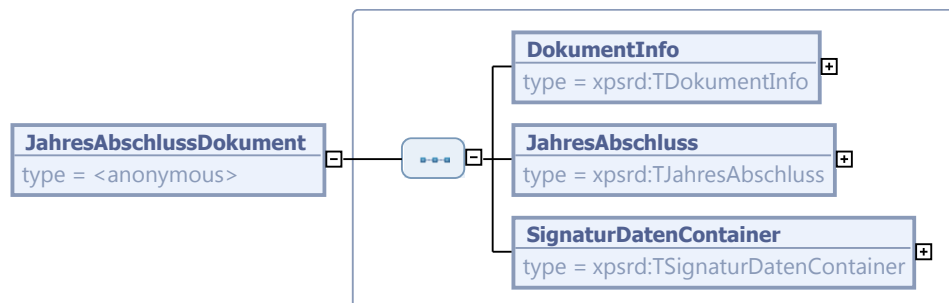 DokumentInfo
type = xpsrd:TDokumentInfo
JahresAbschlussDokument
type = <anonymous>
JahresAbschluss
type = xpsrd:TJahresAbschluss
SignaturDatenContainer
type = xpsrd:TSignaturDatenContainer